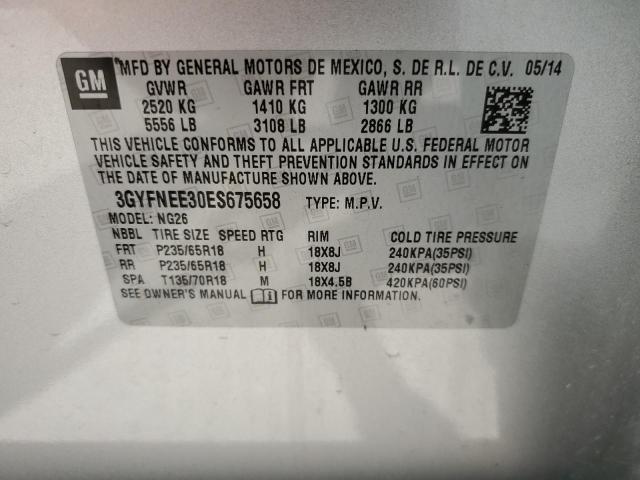 GM MFD BY GENERAL MOTORS DE MEXICO, S. DE R.L. DE C.V. 05/14
GVWR GAWR FRT GAWR RR
2520 KG 1410 KG 1300 KG
5556 LB 3108 LB 2866 LB
THIS VEHICLE CONFORMS TO ALL APPLICABLE U.S. FEDERAL MOTOR
VEHICLE SAFETY AND THEFT PREVENTION STANDARDS IN EFFECT ON
THE DATE OF MANUFACTURE SHOWN ABOVE.
3GYFNEE30ES675658 TYPE: M.P.V.
MODEL: NG26
NBBL TIRE SIZE SPEED RTG RIM COLD TIRE PRESSURE
FRT P235/65R18 H 18X8J 240KPA(35PSI)
RR P235/65R18 H 18X8J 240KPA(35PSI)
SPA T135/70R18 M 18X4.5B 420KPA(60PSI)
SEE OWNER'S MANUAL FOR MORE INFORMATION.